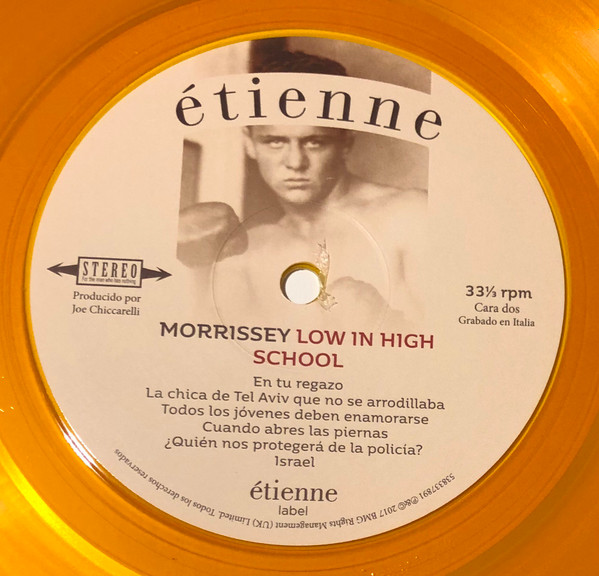 étienne
STEREO
Producido por
Joe Chiccarelli
33⅓ rpm
Cara dos
Grabado en Italia
MORRISSEY LOW IN HIGH
SCHOOL
En tu regazo
La chica de Tel Aviv que no se arrodillaba
Todos los jóvenes deben enamorarse
Cuando abres las piernas
¿Quién nos protegerá de la policía?
Israel
étienne
label
538337891 ℗&© 2017 BMG Rights Management (UK) Limited. Todos los derechos reservados